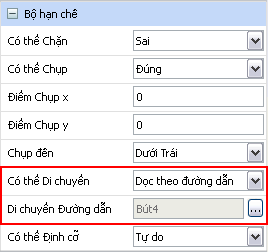 Bộ hạn chế
Có thể Chặn Sai
Có thể Chụp Đúng
Điểm Chụp x 0
Điểm Chụp y 0
Chụp đến Dưới Trái
Có thể Di chuyển Dọc theo đường dẫn
Di chuyển Đường dẫn Bút4 ...
Có thể Định cỡ Tự do